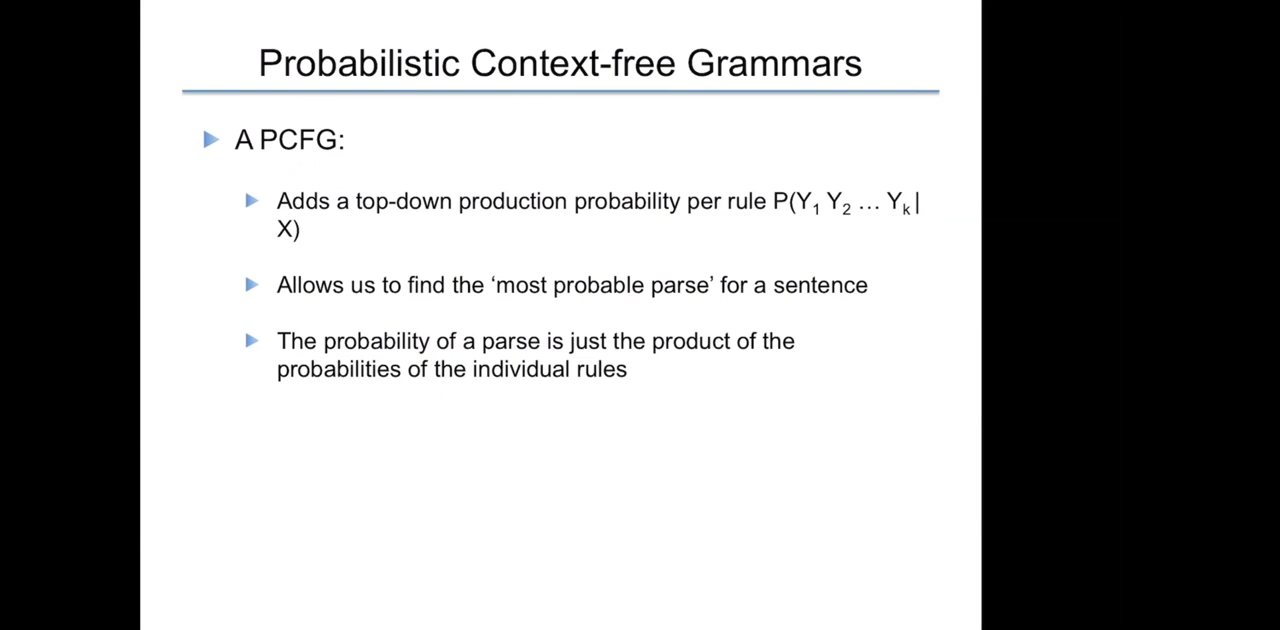 Probabilistic Context-free Grammars
A PCFG:
Adds a top-down production probability per rule P(Y₁ Y₂ … Yₖ|
X)
Allows us to find the ‘most probable parse’ for a sentence
The probability of a parse is just the product of the
probabilities of the individual rules